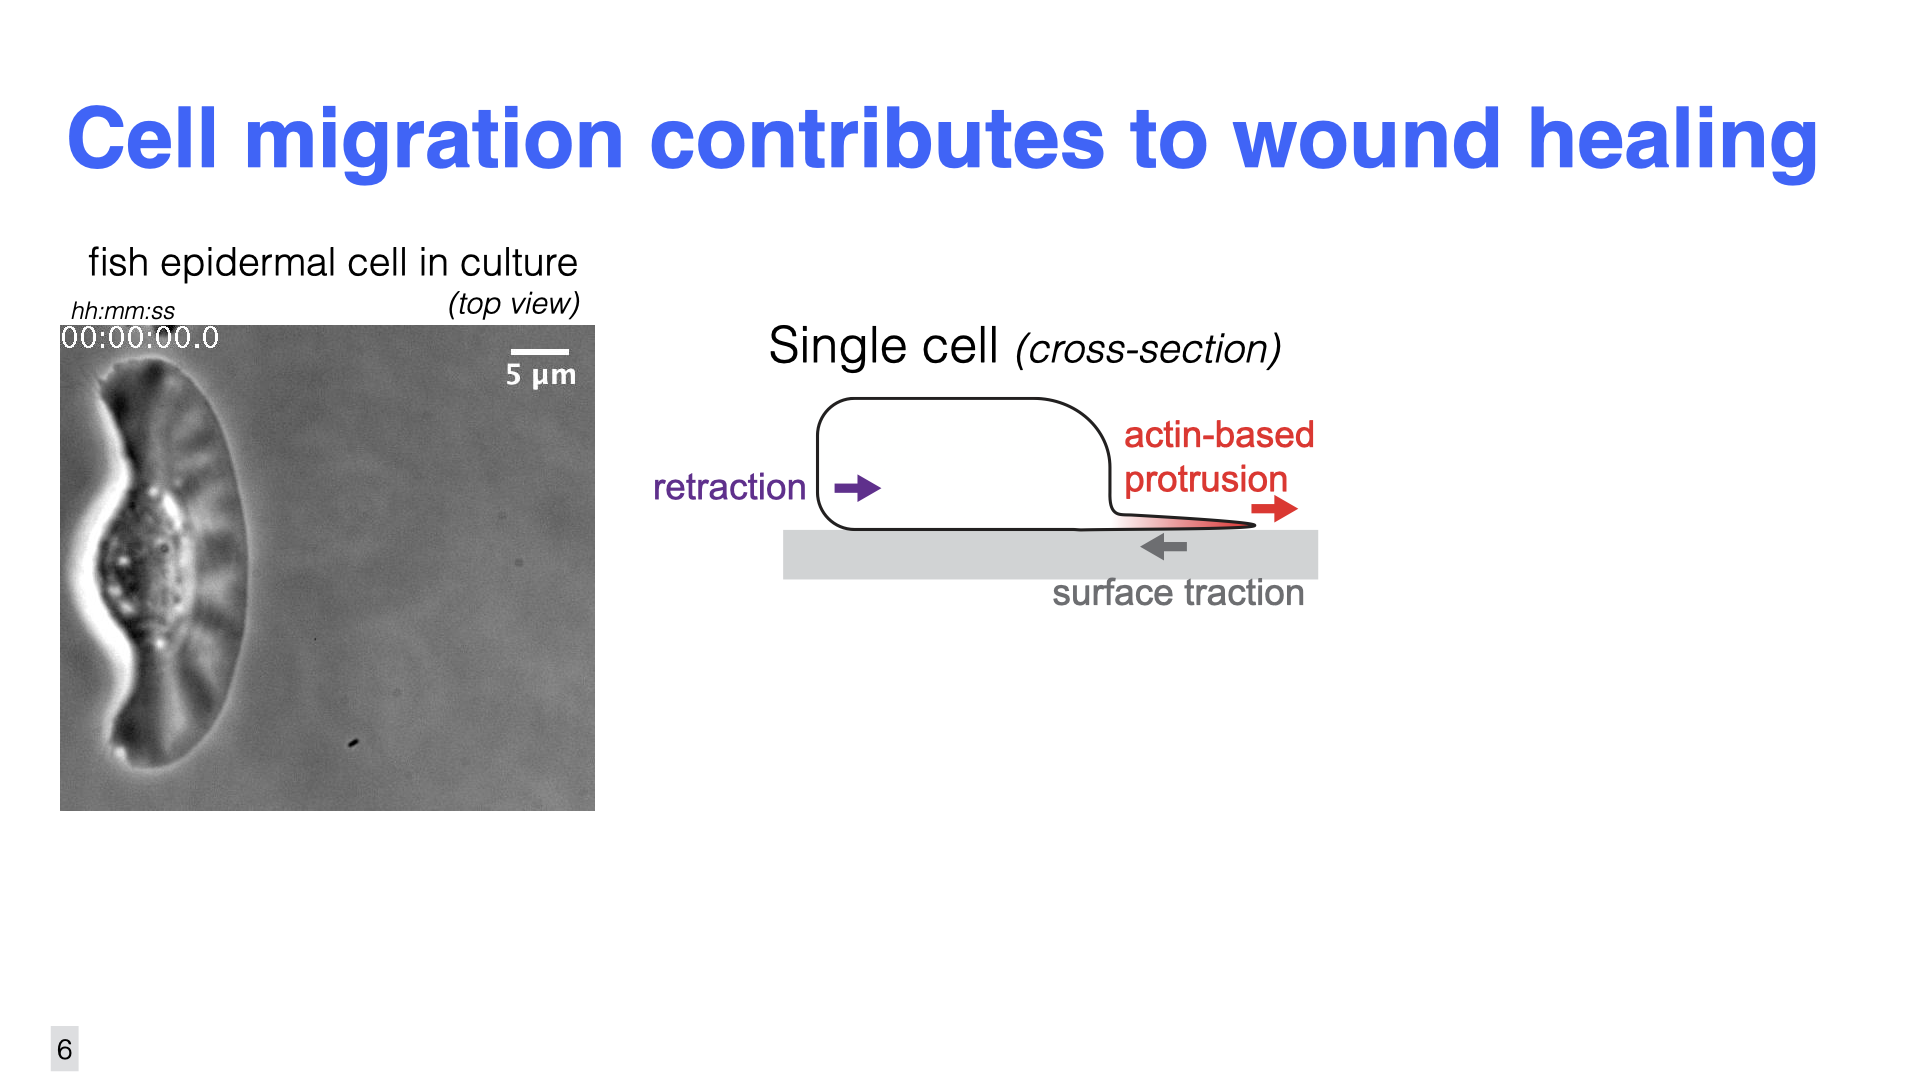 Cell migration contributes to wound healing
fish epidermal cell in culture
(top view)
hh:mm:ss
00:00:00.0
5 µm
Single cell (cross-section)
actin-based
protrusion
retraction
surface traction
6